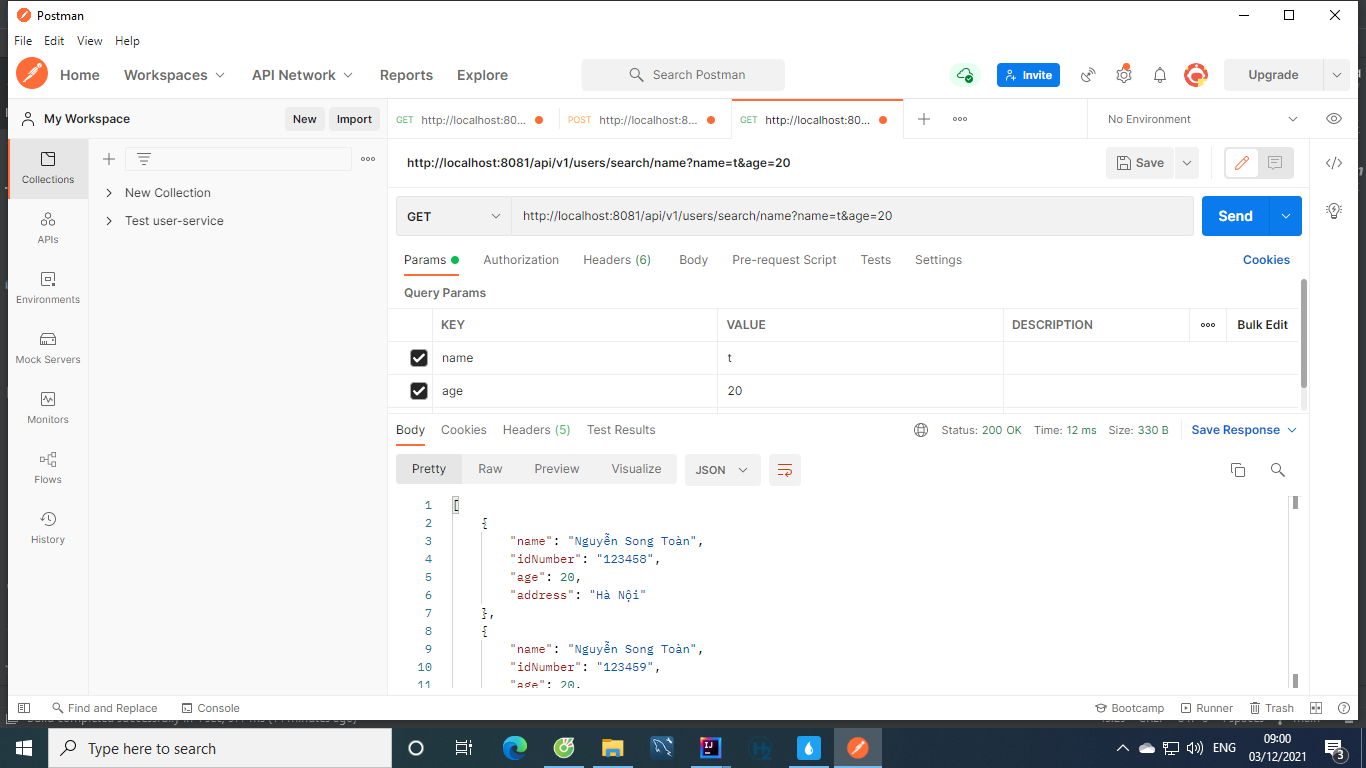 Postman
File Edit View Help
Home Workspaces API Network Reports Explore Search Postman Invite Upgrade
My Workspace New Import GET http://localhost:80... POST http://localhost:8... GET http://localhost:80... No Environment
http://localhost:8081/api/v1/users/search/name?name=t&age=20 Save
Collections
APIs
Environments
Mock Servers
Monitors
Flows
History
New Collection
Test user-service
GET http://localhost:8081/api/v1/users/search/name?name=t&age=20 Send
Params Authorization Headers (6) Body Pre-request Script Tests Settings Cookies
Query Params
KEY VALUE DESCRIPTION Bulk Edit
name t
age 20
Body Cookies Headers (5) Test Results Status: 200 OK Time: 12 ms Size: 330 B Save Response
Pretty Raw Preview Visualize JSON
1 [
2 {
3 "name": "Nguyễn Song Toàn",
4 "idNumber": "123458",
5 "age": 20,
6 "address": "Hà Nội"
7 },
8 {
9 "name": "Nguyễn Song Toàn",
10 "idNumber": "123459",
11 "age": 20,
Find and Replace Console Bootcamp Runner Trash
Type here to search ENG 09:00
03/12/2021 3